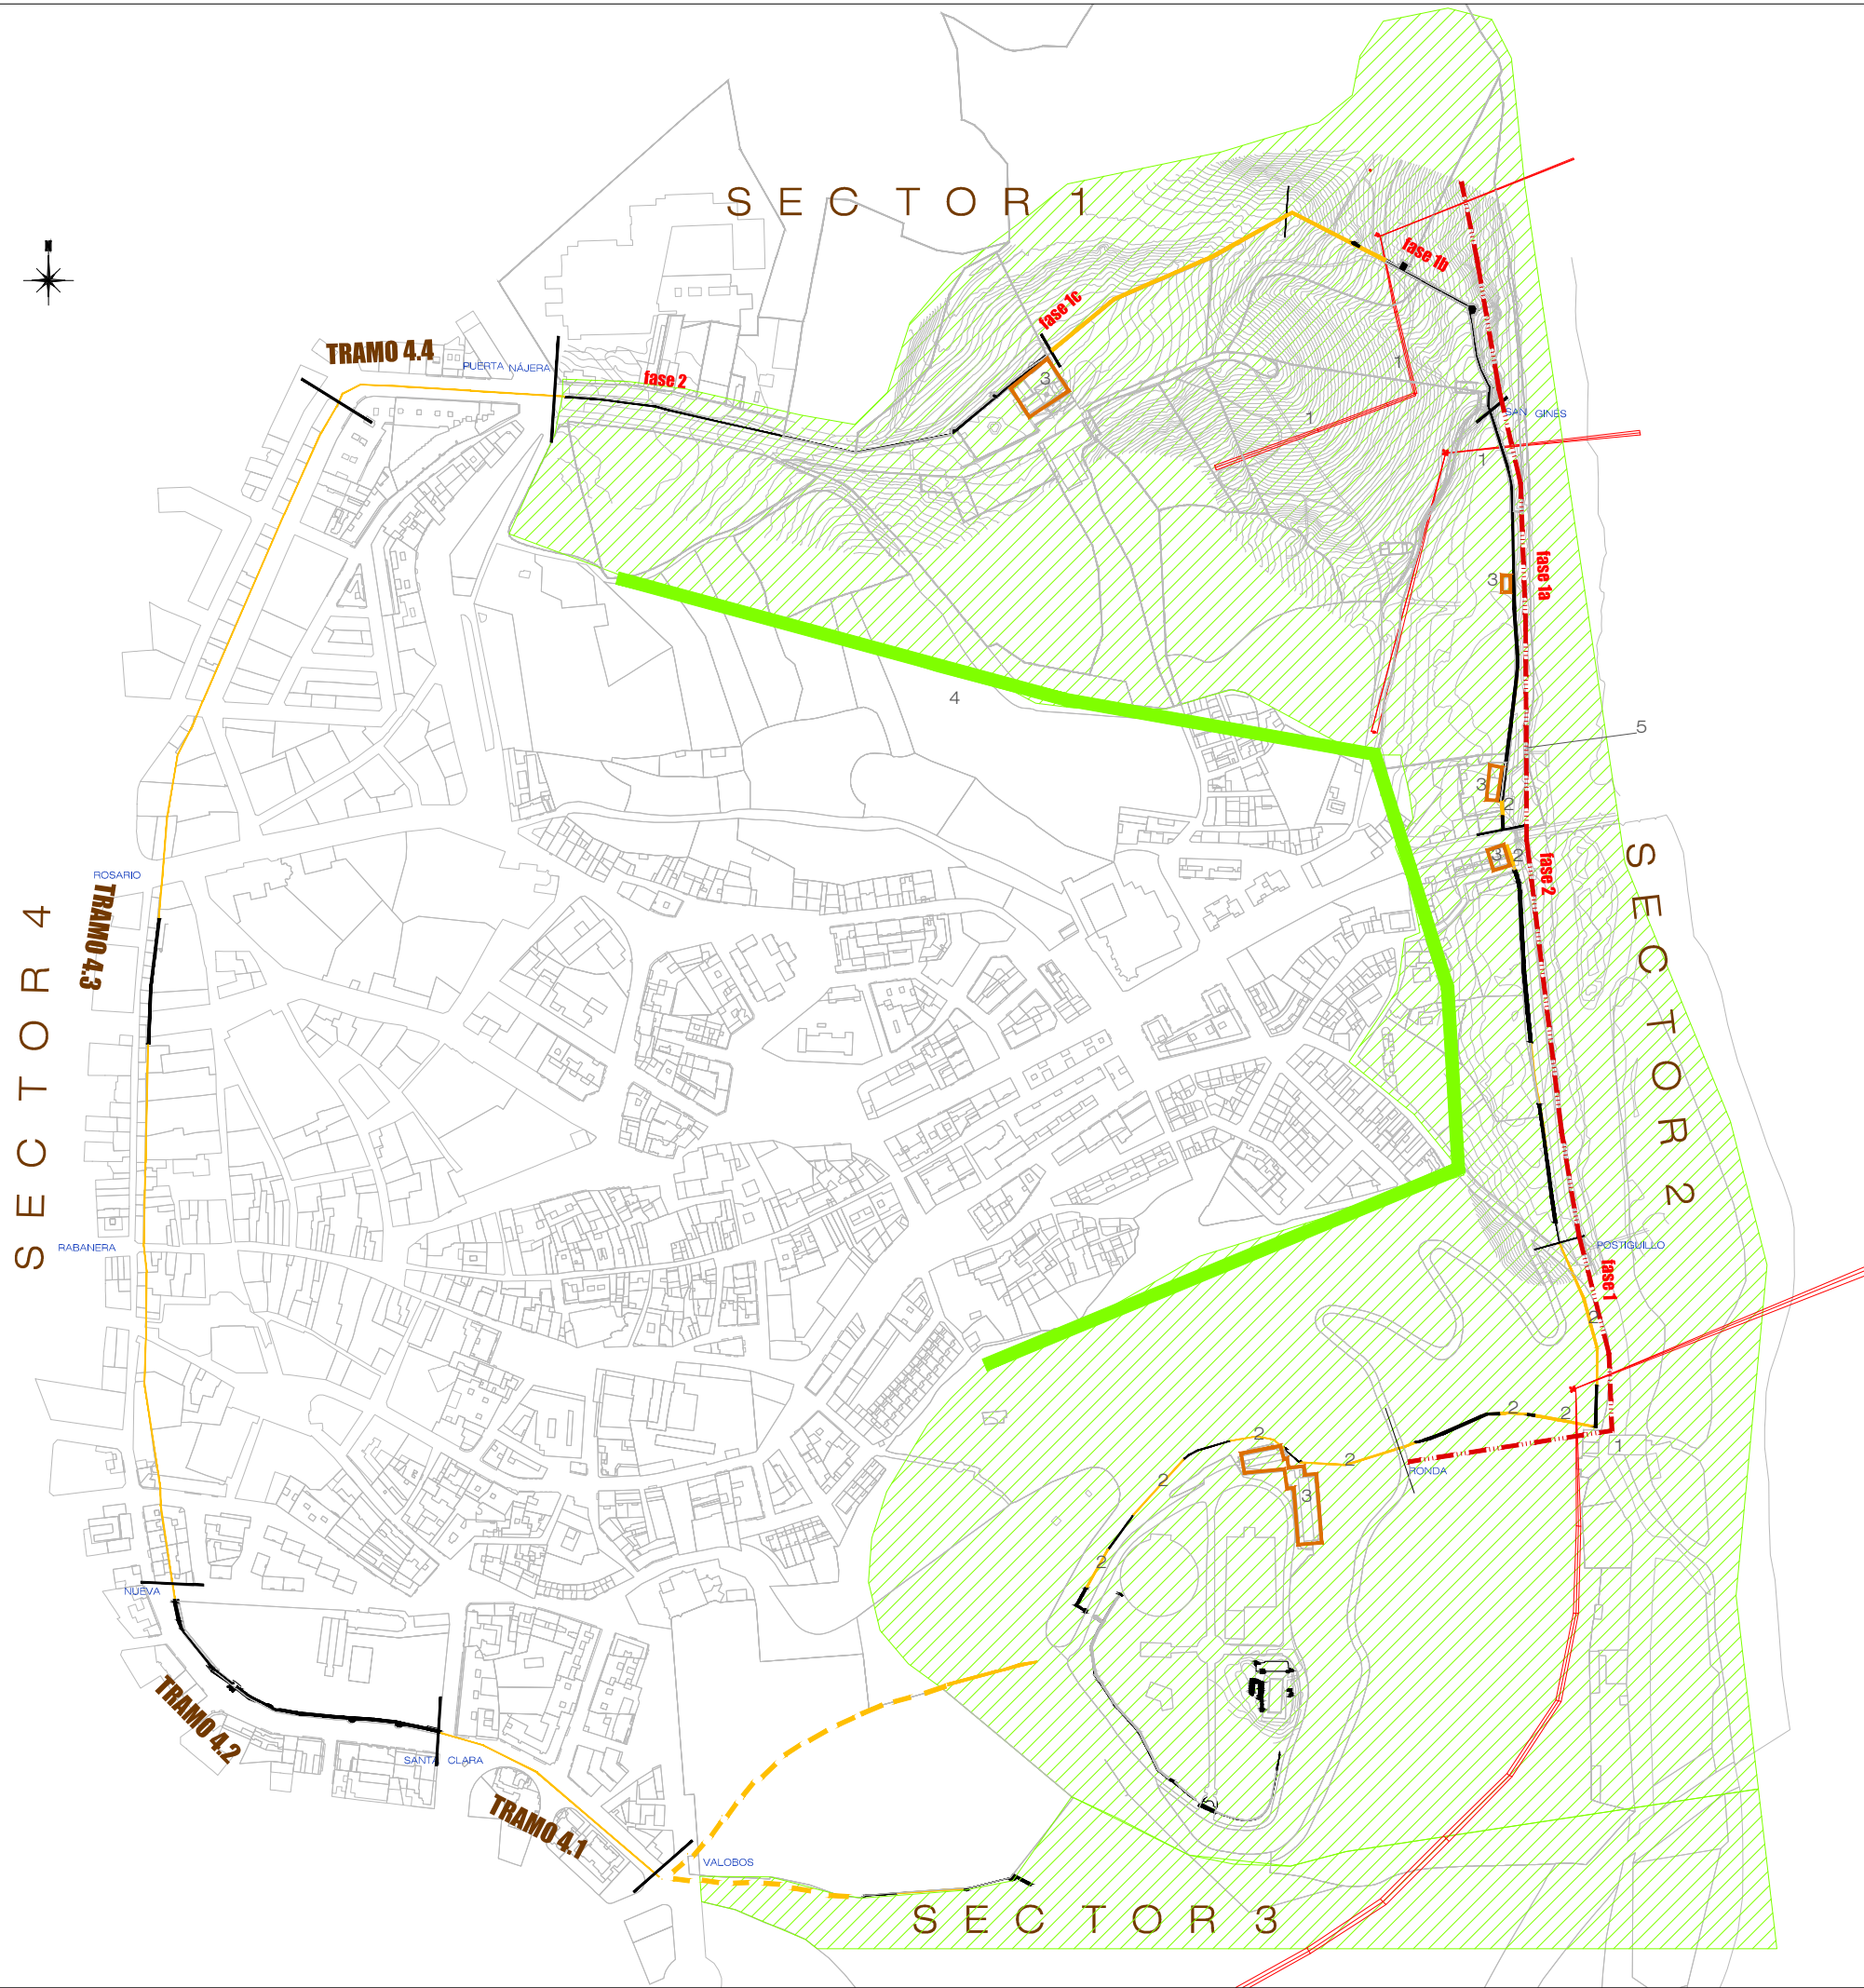 SECTOR 1
fase 1b
fase 1c
3
1
1
TRAMO 4.4
PUERTA NÁJERA
fase 2
SAN GINES
1
fase 1a
3
4
5
3
2
3
2
fase 2
SECTOR 2
ROSARIO
TRAMO 4.3
SECTOR 4
RABANERA
POSTIGUILLO
fase 1
2
2
2
2
2
1
RONDA
2
3
2
NUEVA
TRAMO 4.2
SANTA CLARA
TRAMO 4.1
VALOBOS
SECTOR 3